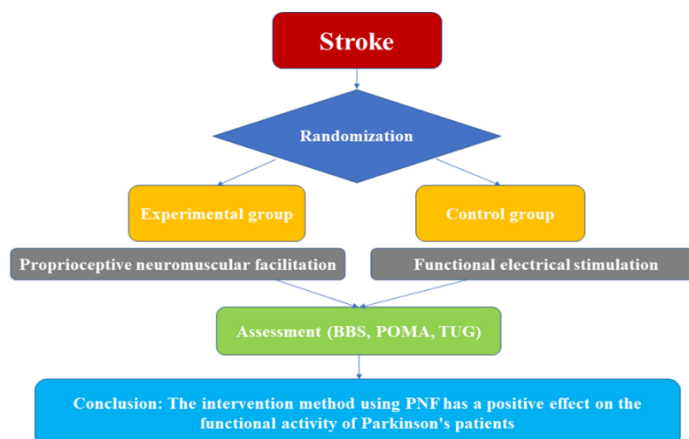 Stroke
Randomization
Experimental group
Control group
Proprioceptive neuromuscular facilitation
Functional electrical stimulation
Assessment (BBS, POMA, TUG)
Conclusion: The intervention method using PNF has a positive effect on the
functional activity of Parkinson's patients